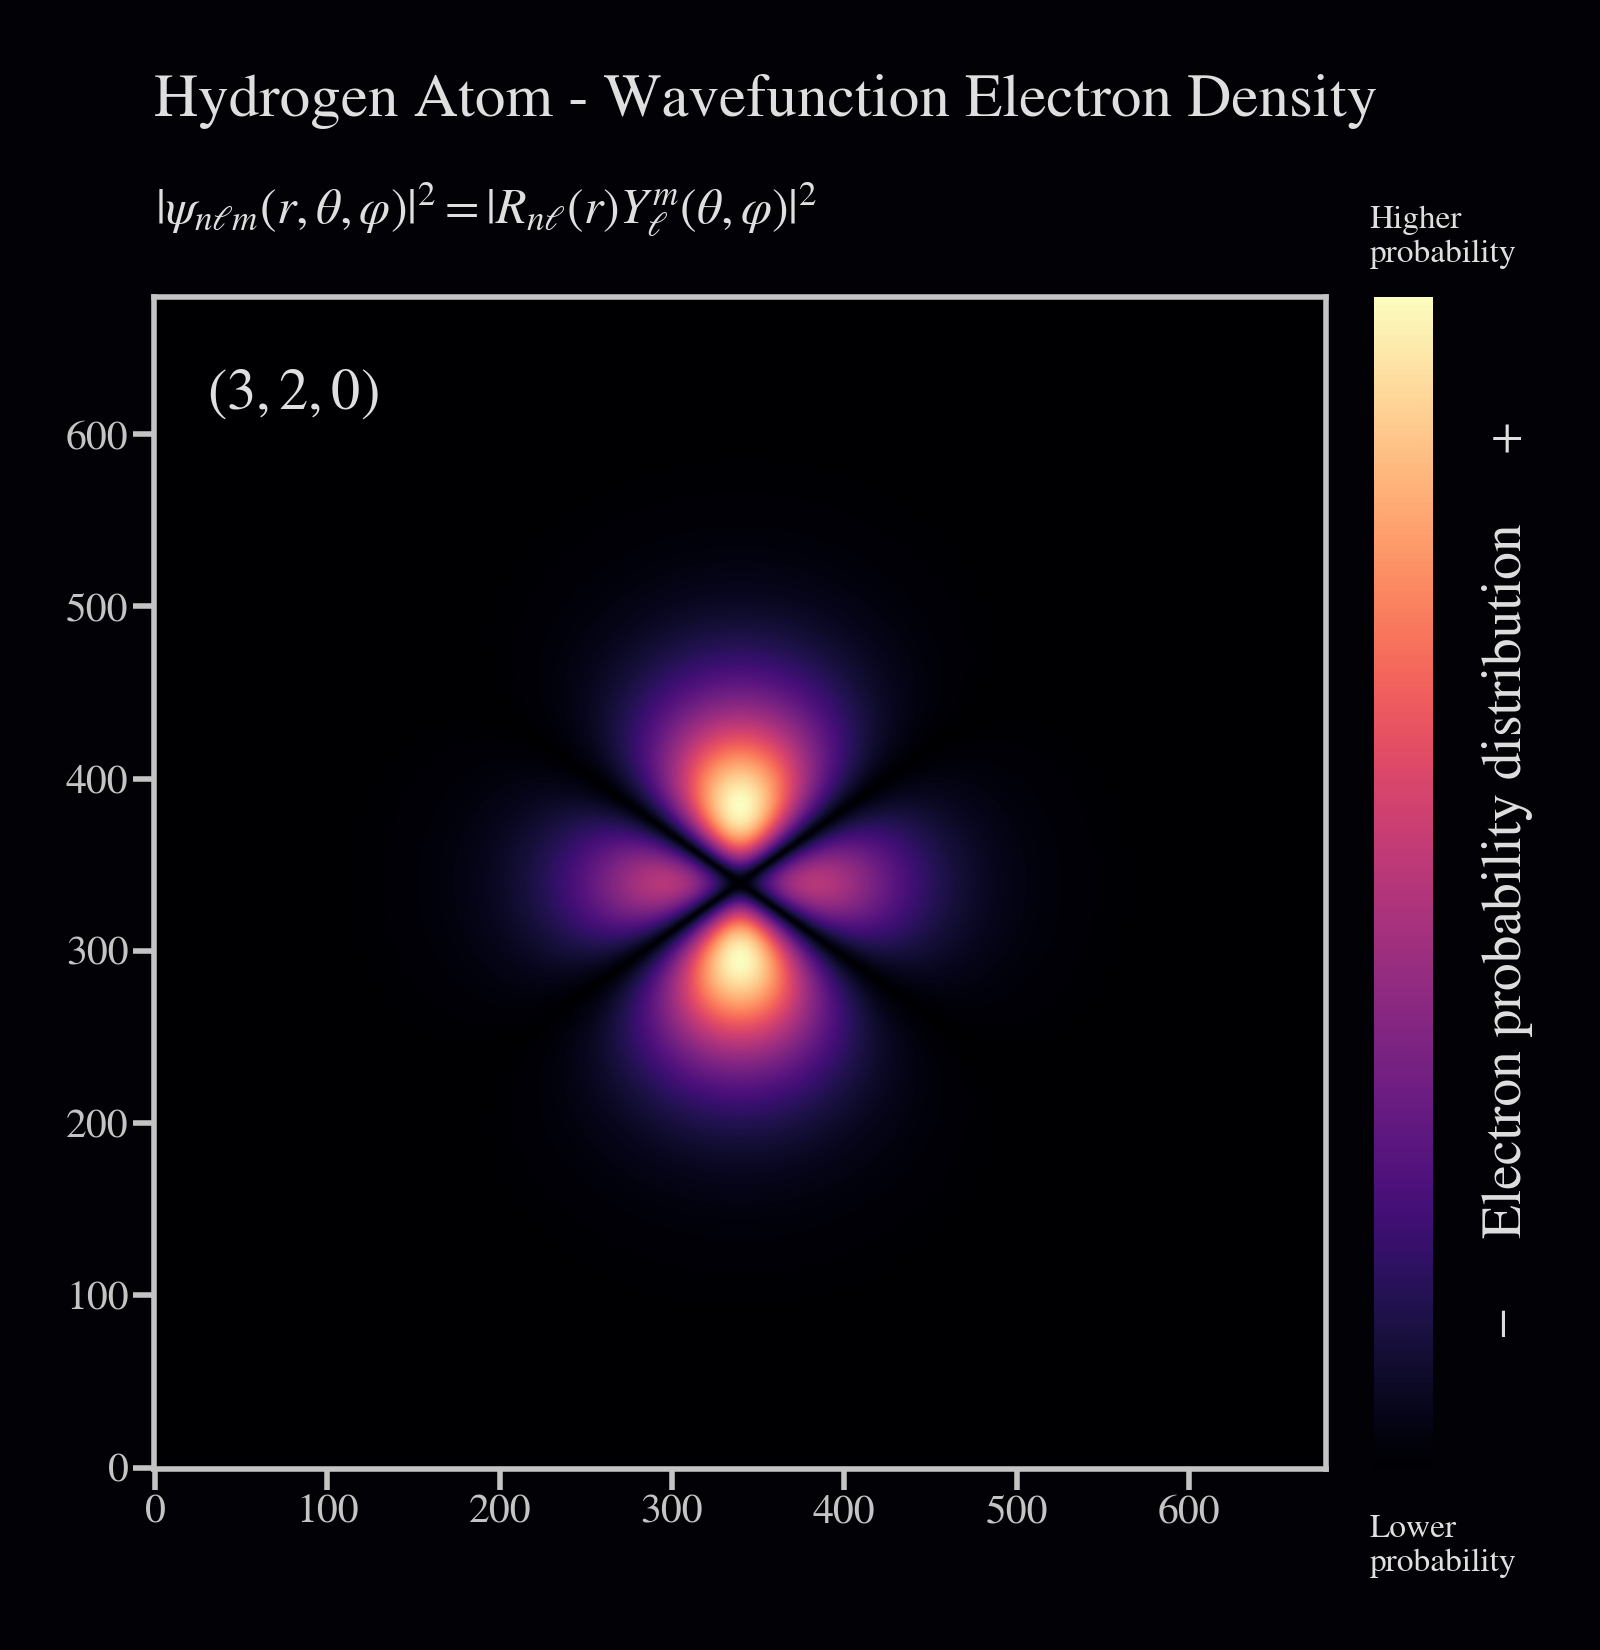 Hydrogen Atom - Wavefunction Electron Density
|ψnℓm(r, θ, φ)|² = |Rnℓ(r)Yℓᵐ(θ, φ)|²
Higher
probability
(3, 2, 0)
600
500
400
300
200
100
0
0 100 200 300 400 500 600
− Electron probability distribution +
Lower
probability